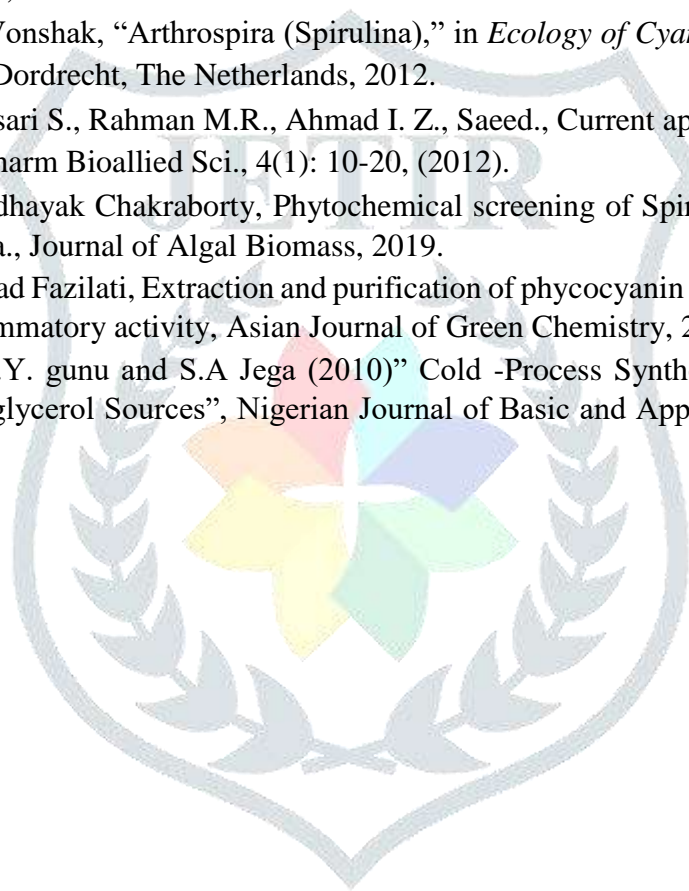 Vonshak, “Arthrospira (Spirulina),” in Ecology of Cyan
Dordrecht, The Netherlands, 2012.
sari S., Rahman M.R., Ahmad I. Z., Saeed., Current ap
harm Bioallied Sci., 4(1): 10-20, (2012).
dhayak Chakraborty, Phytochemical screening of Spir
a., Journal of Algal Biomass, 2019.
ad Fazilati, Extraction and purification of phycocyanin
mmatory activity, Asian Journal of Green Chemistry, 2
.Y. gunu and S.A Jega (2010)” Cold -Process Synthe
glycerol Sources”, Nigerian Journal of Basic and App
JETIR